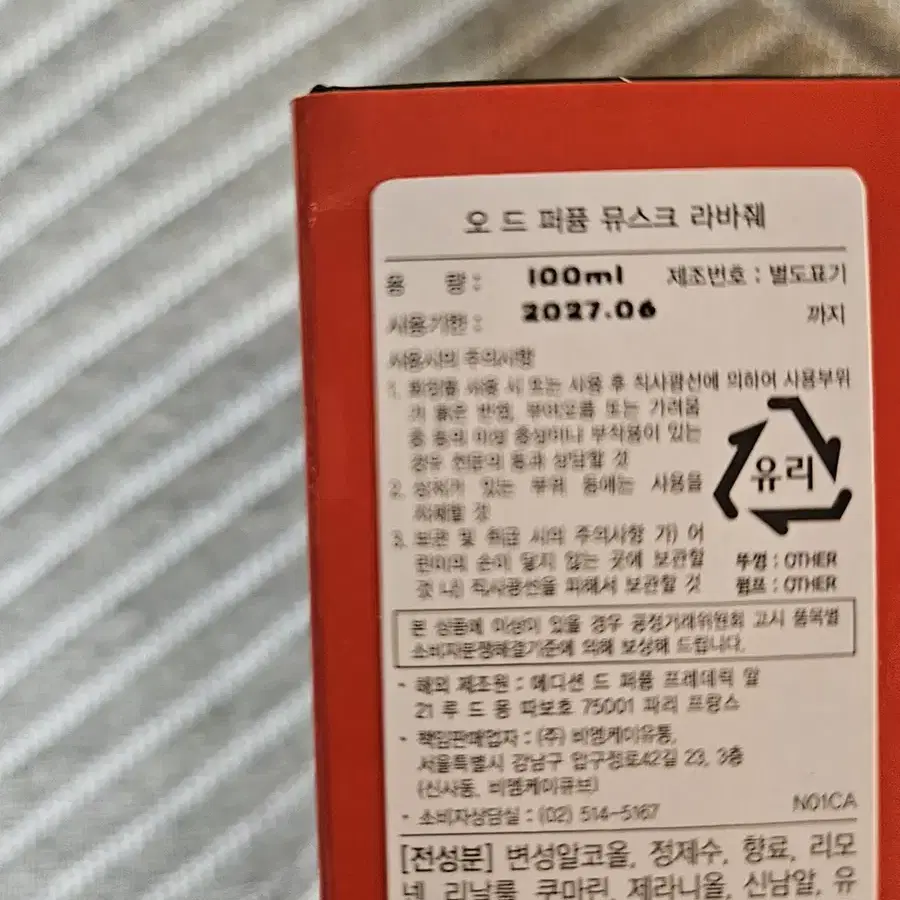 오 드 퍼퓸 뮤스크 라바줴
용 량 : 100ml 제조번호 : 별도표기
사용기한 : 2027.06 까지
사용시의 주의사항
1. 화장품 사용 시 또는 사용 후 직사광선에 의하여 사용부위
이 붉은 반점, 부어오름 또는 가려움
증 등의 이상 증상이나 부작용이 있는
경우 전문의 등과 상담할 것
2. 상처가 있는 부위 등에는 사용을
자제할 것
3. 보관 및 취급 시의 주의사항 가) 어
린이의 손이 닿지 않는 곳에 보관할
것 나) 직사광선을 피해서 보관할 것
유리
뚜껑 : OTHER
펌프 : OTHER
본 상품에 이상이 있을 경우 공정거래위원회 고시 품목별
소비자분쟁해결기준에 의해 보상해 드립니다.
- 해외 제조원 : 에디션 드 퍼퓸 프레데릭 말
21 루 드 몽 따보흐 75001 파리 프랑스
- 책임판매업자 : (주) 비엠케이유통,
서울특별시 강남구 압구정로42길 23, 3층
(신사동, 비엠케이큐브)
- 소비자상담실 : (02) 514-5167
N01CA
[전성분] 변성알코올, 정제수, 향료, 리모
넨, 리날룰, 쿠마린, 제라니올, 신남알, 유